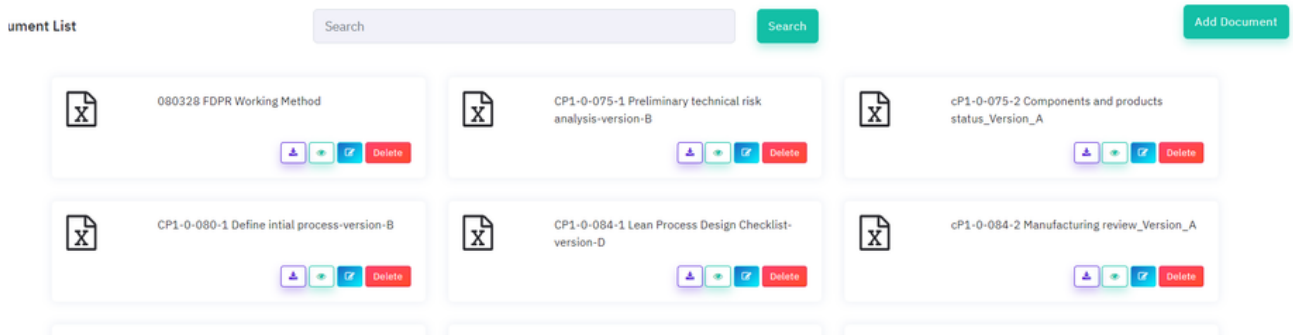 ument List
Search
Search
Add Document
080328 FDPR Working Method
Delete
CP1-0-075-1 Preliminary technical risk
analysis-version-B
Delete
cP1-0-075-2 Components and products
status_Version_A
Delete
CP1-0-080-1 Define intial process-version-B
Delete
CP1-0-084-1 Lean Process Design Checklist-
version-D
Delete
cP1-0-084-2 Manufacturing review_Version_A
Delete